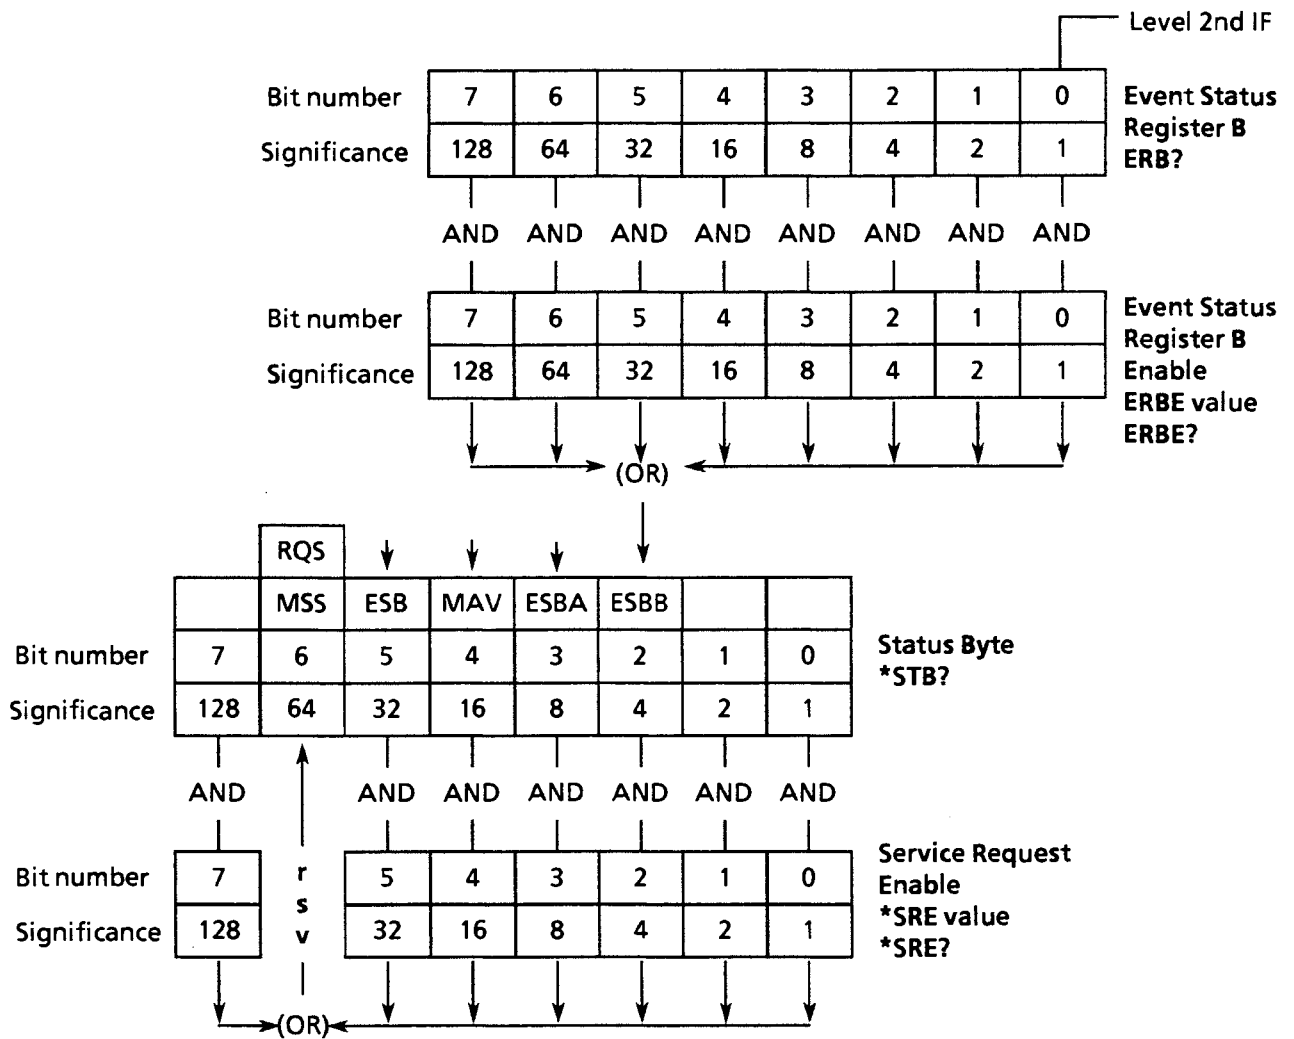 Level 2nd IF
Bit number 7 6 5 4 3 2 1 0
Significance 128 64 32 16 8 4 2 1
Event Status
Register B
ERB?
AND AND AND AND AND AND AND AND
Bit number 7 6 5 4 3 2 1 0
Significance 128 64 32 16 8 4 2 1
Event Status
Register B
Enable
ERBE value
ERBE?
(OR)
RQS
MSS ESB MAV ESBA ESBB
Bit number 7 6 5 4 3 2 1 0
Significance 128 64 32 16 8 4 2 1
Status Byte
*STB?
AND AND AND AND AND AND AND
Bit number 7 5 4 3 2 1 0
Significance 128 32 16 8 4 2 1
r
s
v
Service Request
Enable
*SRE value
*SRE?
(OR)